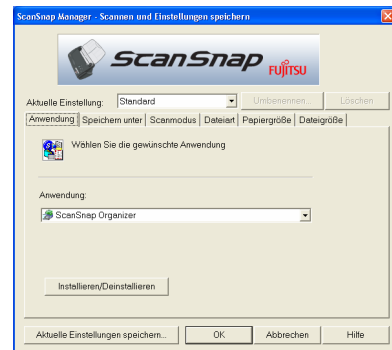 ScanSnap Manager - Scannen und Einstellungen speichern
ScanSnap
FUJITSU
Aktuelle Einstellung: Standard Umbenennen... Löschen
Anwendung Speichern unter Scanmodus Dateiart Papiergröße Dateigröße
Wählen Sie die gewünschte Anwendung
Anwendung:
ScanSnap Organizer
Installieren/Deinstallieren
Aktuelle Einstellungen speichern... OK Abbrechen Hilfe